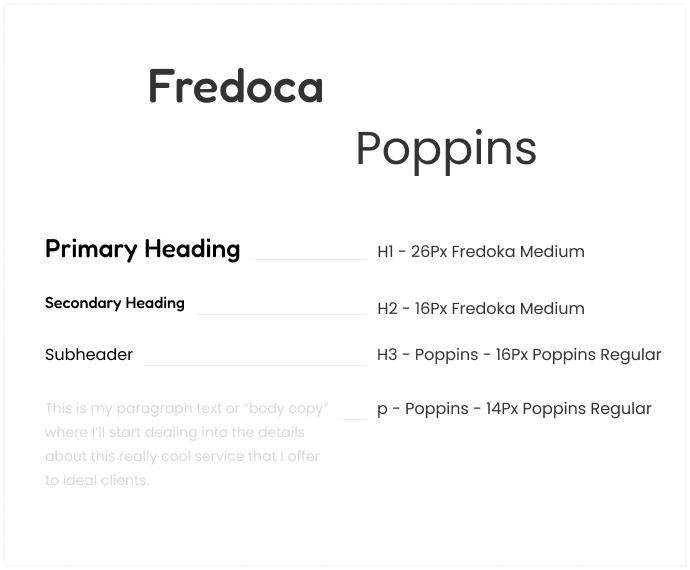 Fredoca
Poppins
Primary Heading
H1 - 26Px Fredoka Medium
Secondary Heading
H2 - 16Px Fredoka Medium
Subheader
H3 - Poppins - 16Px Poppins Regular
This is my paragraph text or “body copy”
where I’ll start dealing into the details
about this really cool service that I offer
to ideal clients.
p - Poppins - 14Px Poppins Regular